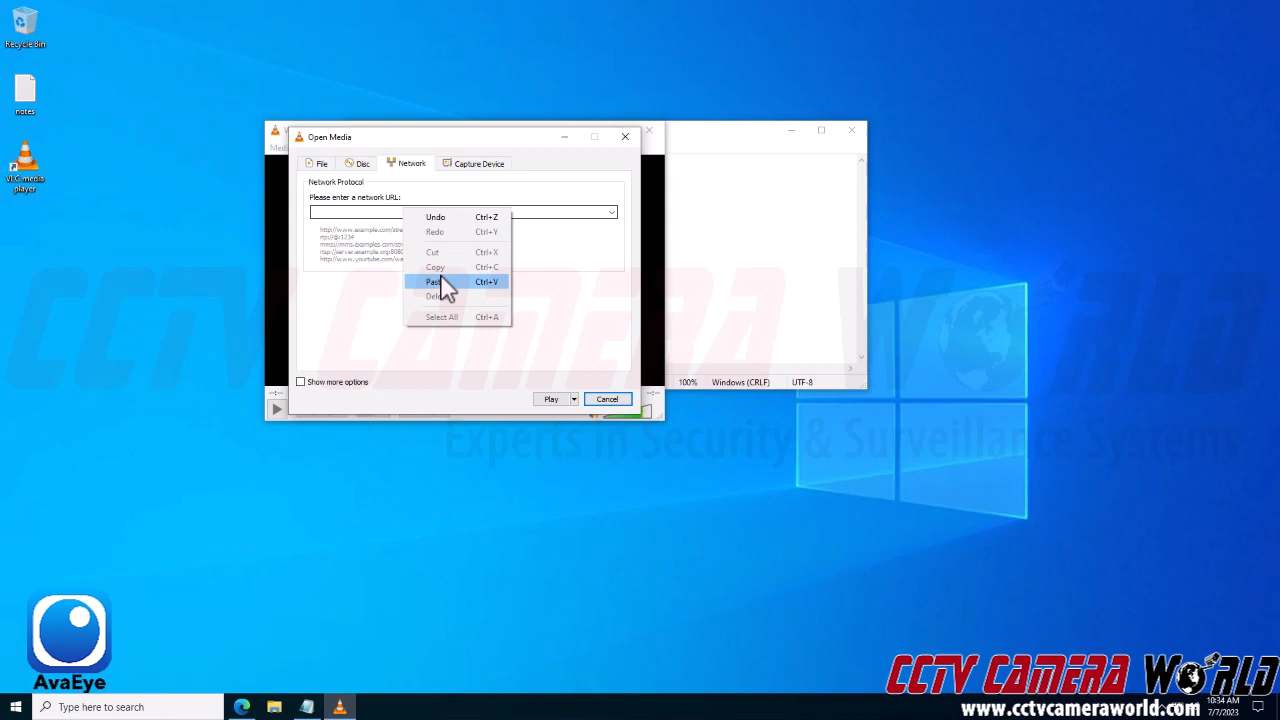 Recycle Bin
notes
VLC media
player
Open Media
File
Disc
Network
Capture Device
Network Protocol
Please enter a network URL:
Undo Ctrl+Z
Redo Ctrl+Y
Cut Ctrl+X
Copy Ctrl+C
Ctrl+V
Select All Ctrl+A
Show more options
Play
Cancel
--:--
--:--
100%
Windows (CRLF)
UTF-8
CCTV CAMERA WORLD
Experts in Security & Surveillance Systems
AvaEye
CCTV CAMERA WORLD
www.cctvcameraworld.com
Type here to search
10:34 AM
7/7/2023